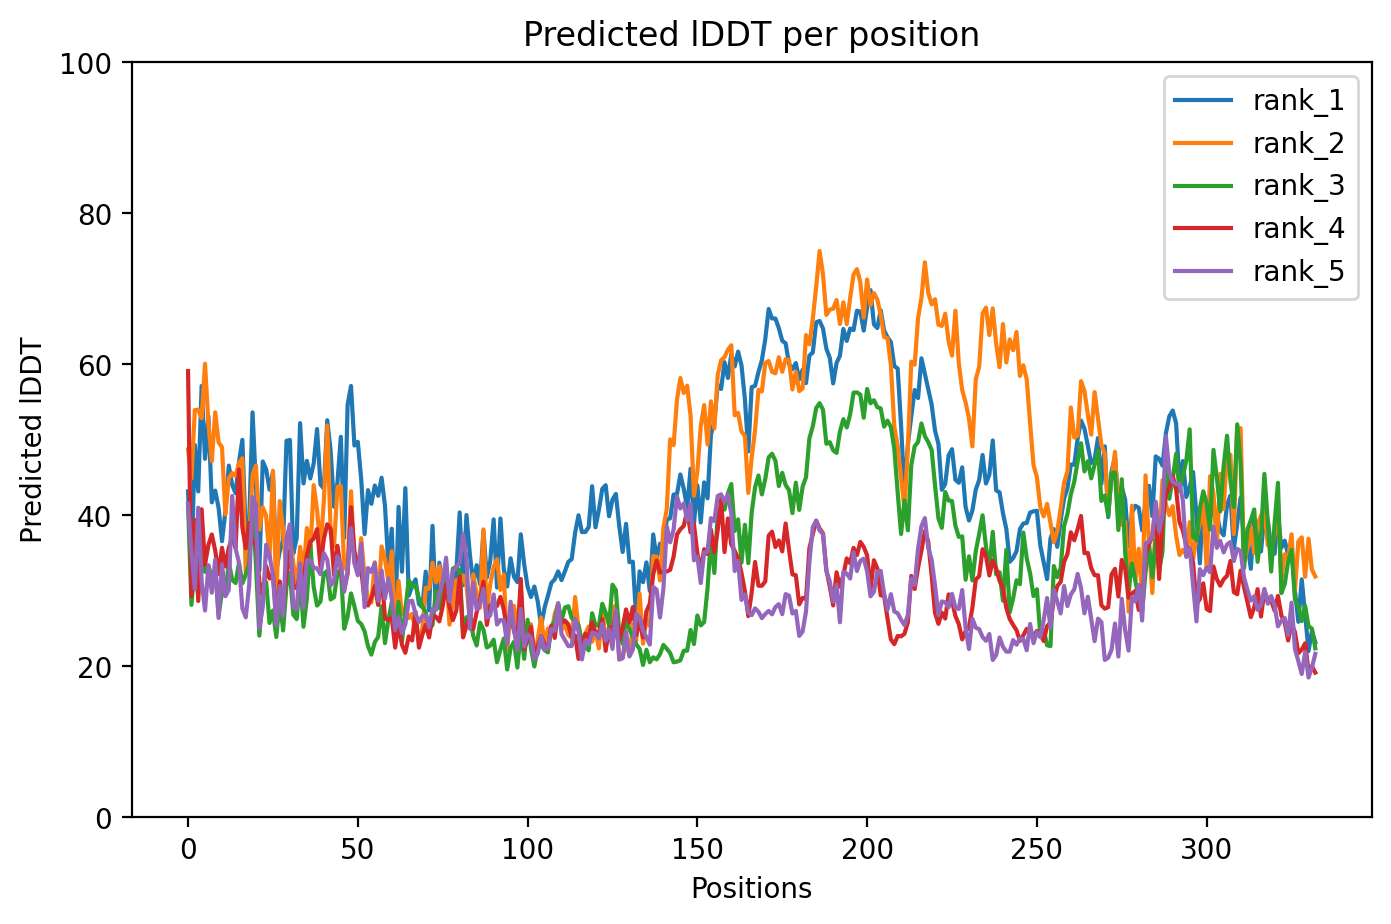 Predicted lDDT per position
100
80
60
40
20
0
Predicted lDDT
0 50 100 150 200 250 300
Positions
rank_1
rank_2
rank_3
rank_4
rank_5